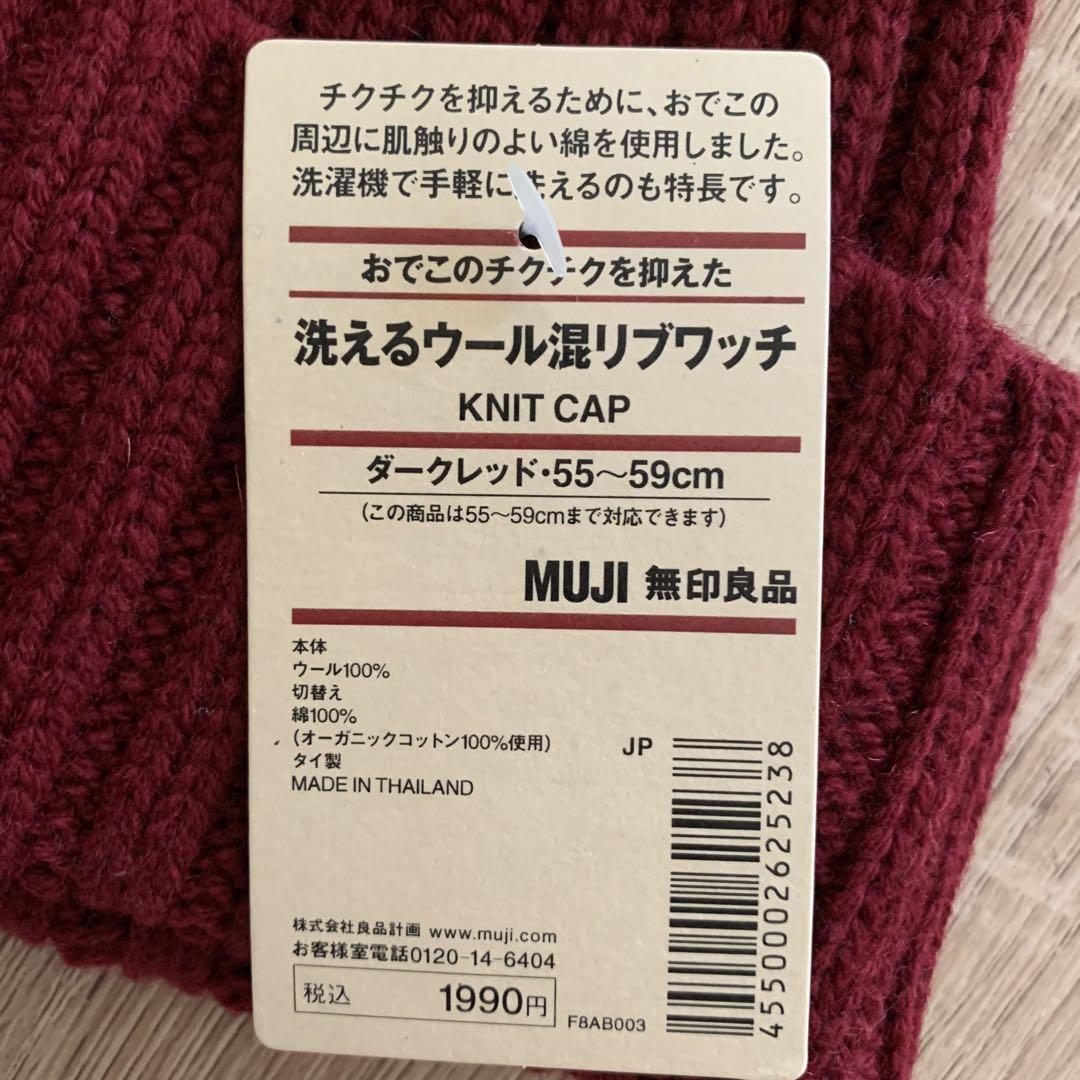 チクチクを抑えるために、おでこの
周辺に肌触りのよい綿を使用しました。
洗濯機で手軽に洗えるのも特長です。
おでこのチクチクを抑えた
洗えるウール混リブワッチ
KNIT CAP
ダークレッド・55〜59cm
(この商品は55〜59cmまで対応できます)
MUJI 無印良品
本体
ウール100%
切替え
綿100%
(オーガニックコットン100%使用)
タイ製
MADE IN THAILAND
JP
4550002625238
株式会社良品計画 www.muji.com
お客様室電話0120-14-6404
税込 1990円
F8AB003